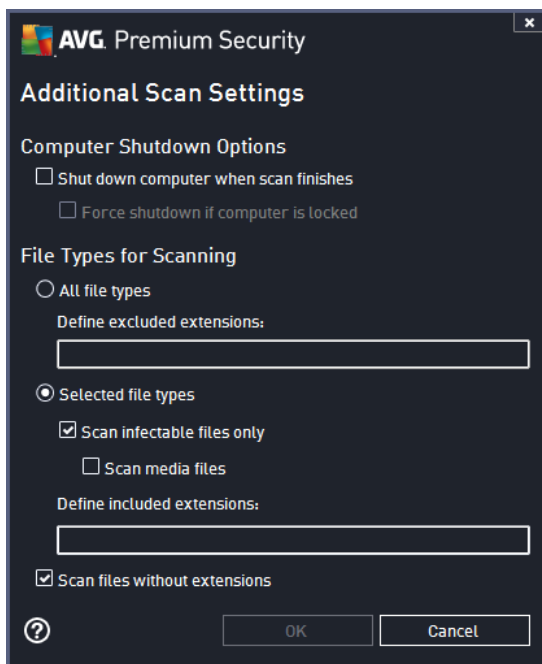 AVG. Premium Security
x
Additional Scan Settings
Computer Shutdown Options
Shut down computer when scan finishes
Force shutdown if computer is locked
File Types for Scanning
All file types
Define excluded extensions:
Selected file types
Scan infectable files only
Scan media files
Define included extensions:
Scan files without extensions
? OK Cancel